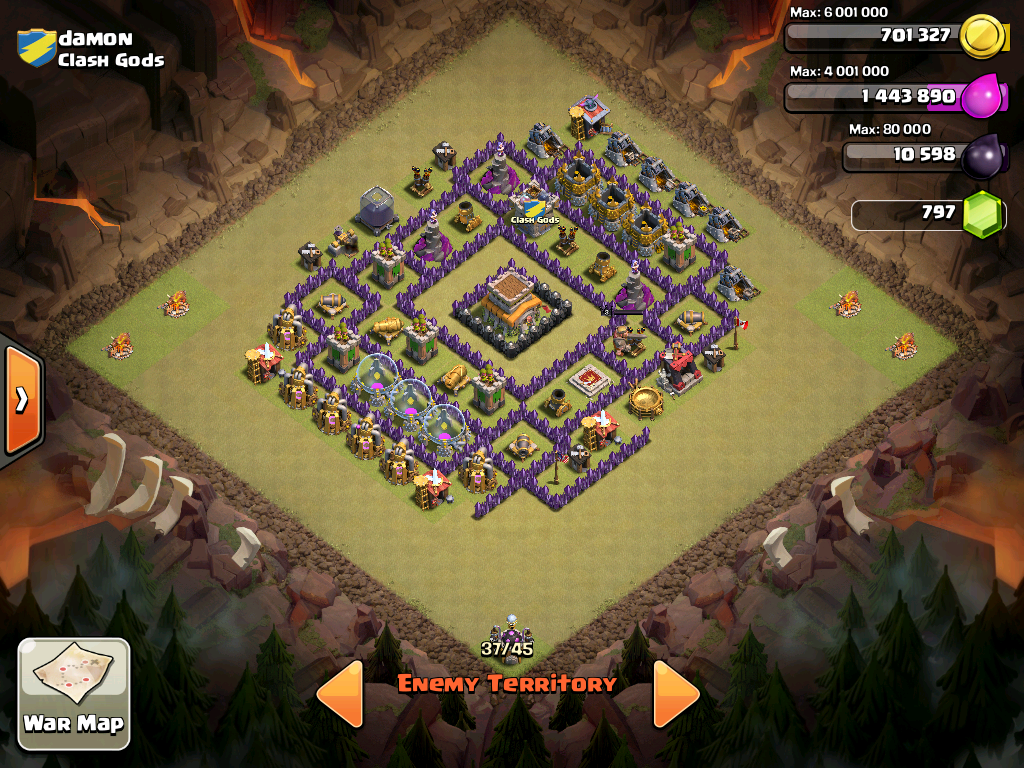 damon
Clash Gods
Max: 6 001 000
701 327
Max: 4 001 000
1 443 890
Max: 80 000
10 598
797
Clash Gods
37/45
Enemy Territory
War Map